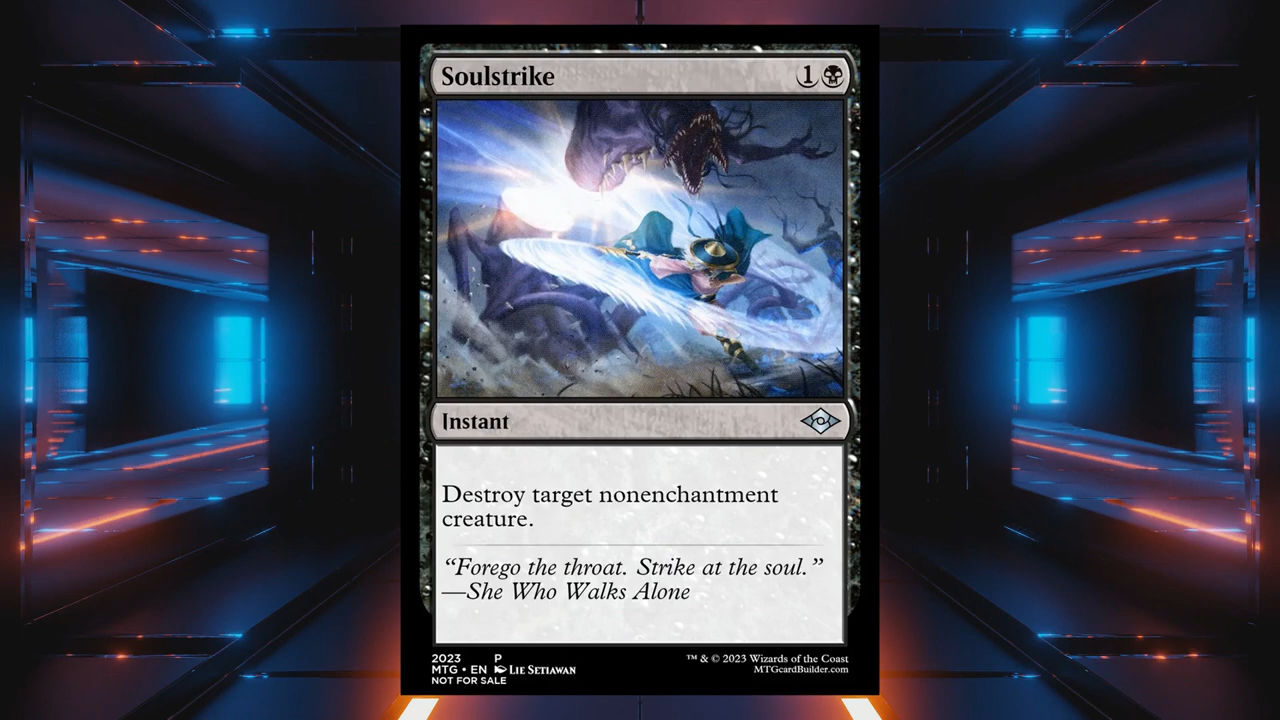 Soulstrike 1
Instant
Destroy target nonenchantment
creature.
“Forego the throat. Strike at the soul.”
—She Who Walks Alone
2023 P
MTG • EN Lie Setiawan
NOT FOR SALE
™ & © 2023 Wizards of the Coast
MTGcardBuilder.com